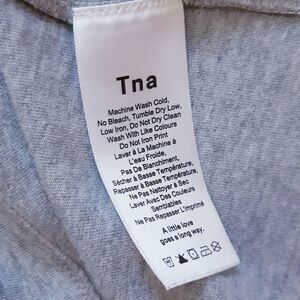 Tna
Machine Wash Cold,
No Bleach, Tumble Dry Low,
Low Iron, Do Not Dry Clean
Wash With Like Colours
Do Not Iron Print
Laver À La Machine À
L'eau Froide,
Pas De Blanchiment,
Sécher à Basse Température,
Repasser à Basse Température,
Ne Pas Nettoyer à Sec
Laver Avec Des Couleurs
Semblables
Ne Pas Repasser L'imprimé
A little love
goes a long way.